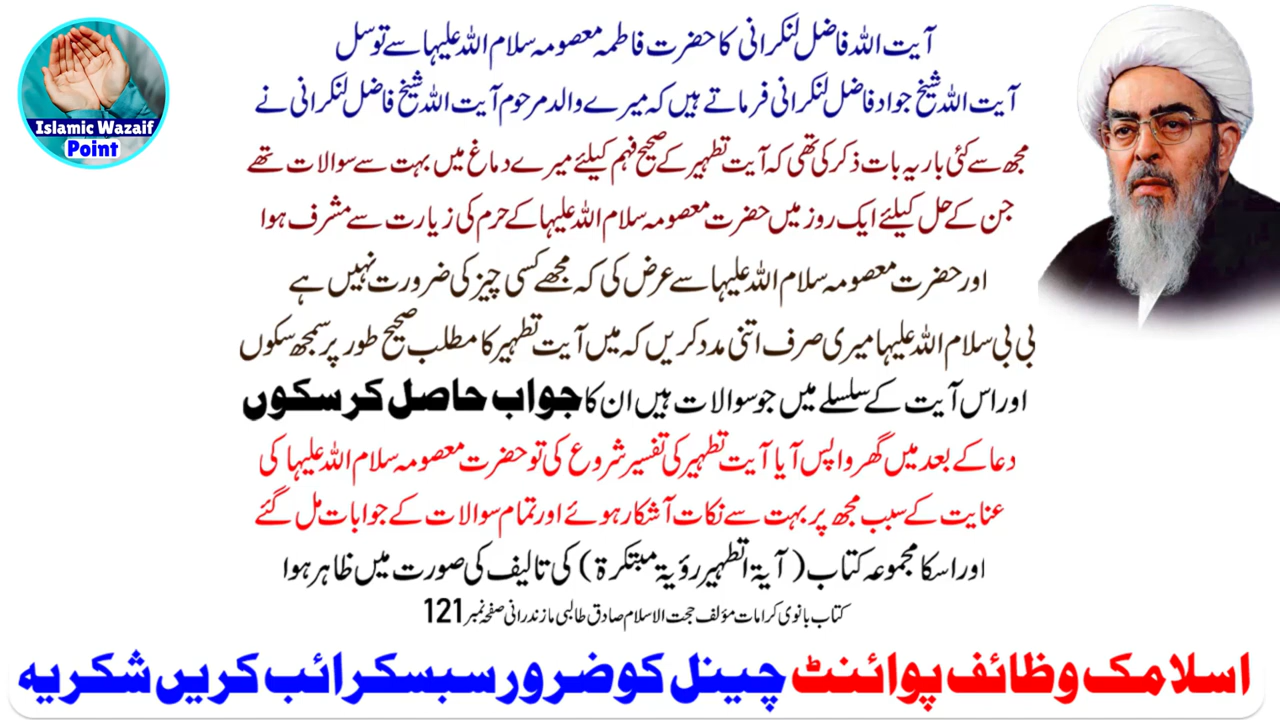 Islamic Wazaif
Point
آیت اللہ فاضل لنکرانی کا حضرت فاطمہ معصومہ سلام اللہ علیہا سے توسل
آیت اللہ شیخ جواد فاضل لنکرانی فرماتے ہیں کہ میرے والد مرحوم آیت اللہ شیخ فاضل لنکرانی نے
مجھ سے کئی بار یہ بات ذکر کی تھی کہ آیت تطہیر کے صحیح فہم کیلئے میرے دماغ میں بہت سے سوالات تھے
جن کے حل کیلئے ایک روز میں حضرت معصومہ سلام اللہ علیہا کے حرم کی زیارت سے مشرف ہوا
اور حضرت معصومہ سلام اللہ علیہا سے عرض کی کہ مجھے کسی چیز کی ضرورت نہیں ہے
بی بی سلام اللہ علیہا میری صرف اتنی مدد کریں کہ میں آیت تطہیر کا مطلب صحیح طور پر سمجھ سکوں
اور اس آیت کے سلسلے میں جو سوالات ہیں ان کا جواب حاصل کر سکوں
دعا کے بعد میں گھر واپس آیا آیت تطہیر کی تفسیر شروع کی تو حضرت معصومہ سلام اللہ علیہا کی
عنایت کے سبب مجھ پر بہت سے نکات آشکار ہوئے اور تمام سوالات کے جوابات مل گئے
اور اسکا مجموعہ کتاب ( آیۃ اتطہیر رؤیۃ مبتکرۃ ) کی تالیف کی صورت میں ظاہر ہوا
کتاب بانوی کرامات مؤلف حجت الاسلام صادق طالبی مازندرانی صفحہ نمبر 121
اسلامک وظائف پوائنٹ چینل کو ضرور سبسکرائب کریں شکریہ